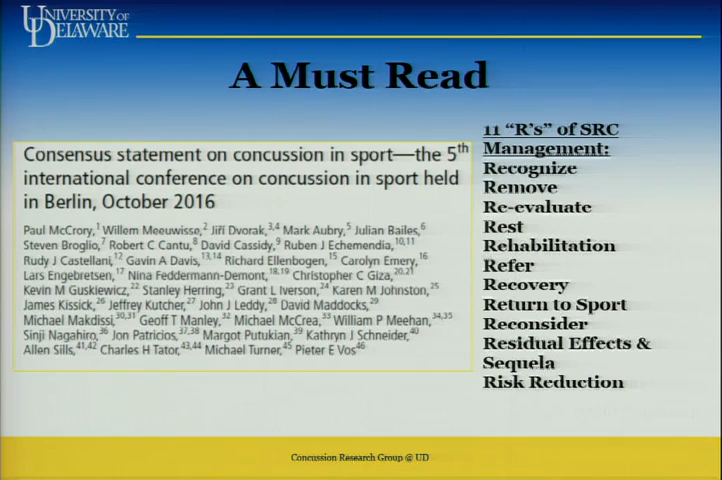 UNIVERSITY OF
DELAWARE
A Must Read
Consensus statement on concussion in sport—the 5th
international conference on concussion in sport held
in Berlin, October 2016
Paul McCrory,1 Willem Meeuwisse,2 Jiří Dvorak,3,4 Mark Aubry,5 Julian Bailes,6
Steven Broglio,7 Robert C Cantu,8 David Cassidy,9 Ruben J Echemendia,10,11
Rudy J Castellani,12 Gavin A Davis,13,14 Richard Ellenbogen,15 Carolyn Emery,16
Lars Engebretsen,17 Nina Feddermann-Demont,18,19 Christopher C Giza,20,21
Kevin M Guskiewicz,22 Stanley Herring,23 Grant L Iverson,24 Karen M Johnston,25
James Kissick,26 Jeffrey Kutcher,27 John J Leddy,28 David Maddocks,29
Michael Makdissi,30,31 Geoff T Manley,32 Michael McCrea,33 William P Meehan,34,35
Sinji Nagahiro,36 Jon Patricios,37,38 Margot Putukian,39 Kathryn J Schneider,40
Allen Sills,41,42 Charles H Tator,43,44 Michael Turner,45 Pieter E Vos46
11 “R’s” of SRC
Management:
Recognize
Remove
Re-evaluate
Rest
Rehabilitation
Refer
Recovery
Return to Sport
Reconsider
Residual Effects &
Sequela
Risk Reduction
Concussion Research Group @ UD